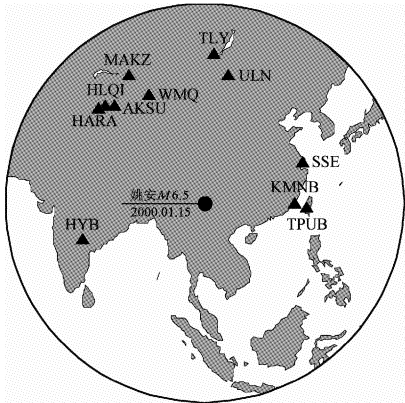 TLY
MAKZ
ULN
HLQI
WMQ
AKSU
HARA
SSE
姚安M6.5
2000.01.15
KMNB
TPUB
HYB